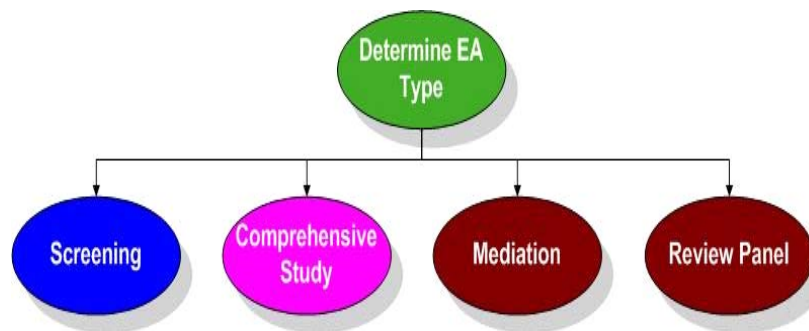 Determine EA
Type
Screening
Comprehensive
Study
Mediation
Review Panel